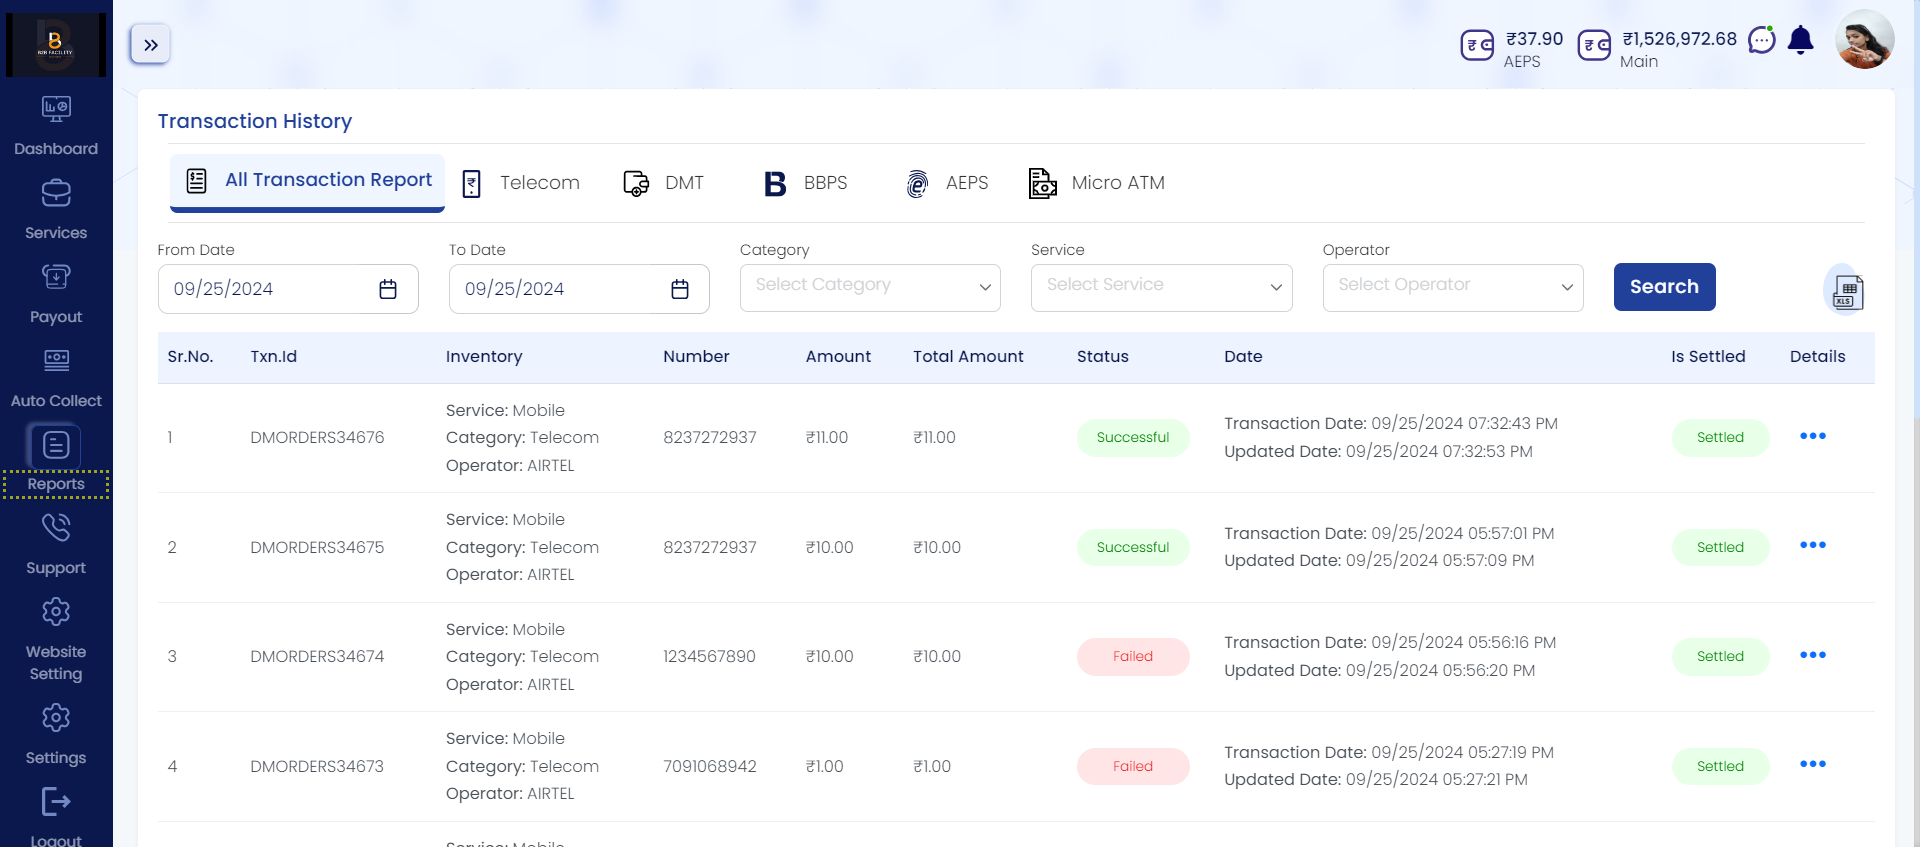 B2B FACILITY
₹37.90
AEPS
₹1,526,972.68
Main
Dashboard
Services
Payout
Auto Collect
Reports
Support
Website
Setting
Settings
Logout
Transaction History
All Transaction Report
Telecom
DMT
B BBPS
AEPS
Micro ATM
From Date
To Date
Category
Service
Operator
09/25/2024
09/25/2024
Select Category
Select Service
Select Operator
Search
XLS
Sr.No. Txn.Id Inventory Number Amount Total Amount Status Date Is Settled Details
Service: Mobile
Category: Telecom
Operator: AIRTEL
1 DMORDERS34676 8237272937 ₹11.00 ₹11.00 Successful
Transaction Date: 09/25/2024 07:32:43 PM
Updated Date: 09/25/2024 07:32:53 PM
Settled
Service: Mobile
Category: Telecom
Operator: AIRTEL
2 DMORDERS34675 8237272937 ₹10.00 ₹10.00 Successful
Transaction Date: 09/25/2024 05:57:01 PM
Updated Date: 09/25/2024 05:57:09 PM
Settled
Service: Mobile
Category: Telecom
Operator: AIRTEL
3 DMORDERS34674 1234567890 ₹10.00 ₹10.00 Failed
Transaction Date: 09/25/2024 05:56:16 PM
Updated Date: 09/25/2024 05:56:20 PM
Settled
Service: Mobile
Category: Telecom
Operator: AIRTEL
4 DMORDERS34673 7091068942 ₹1.00 ₹1.00 Failed
Transaction Date: 09/25/2024 05:27:19 PM
Updated Date: 09/25/2024 05:27:21 PM
Settled
Service: Mobile